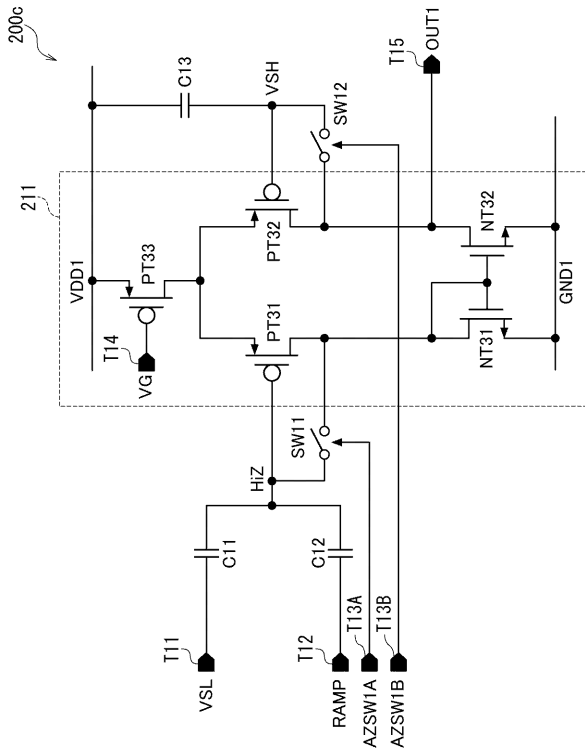 200c
C13
VSH
SW12
T15
OUT1
211
VDD1
PT33
T14
VG
PT32
PT31
NT32
NT31
GND1
SW11
HiZ
C11
C12
T11
VSL
T12
RAMP
T13A
AZSW1A
T13B
AZSW1B